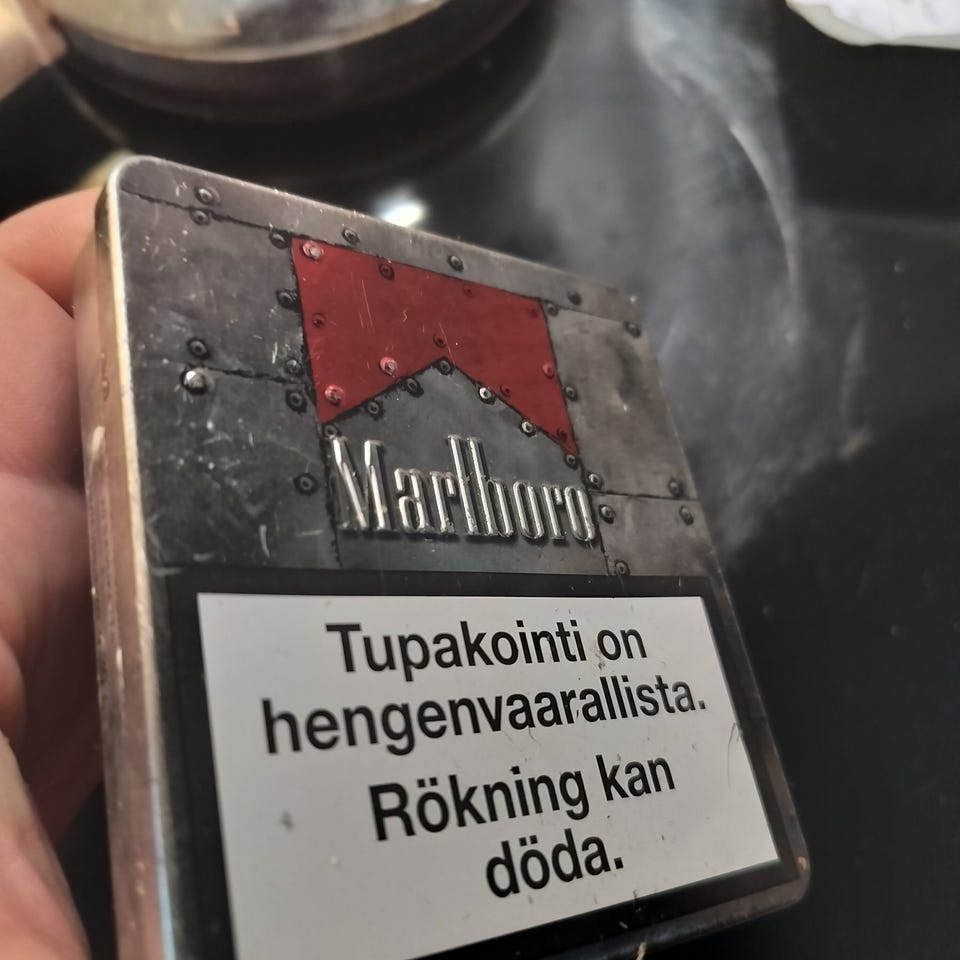 Marlboro
Tupakointi on
hengenvaarallista.
Rökning kan
döda.